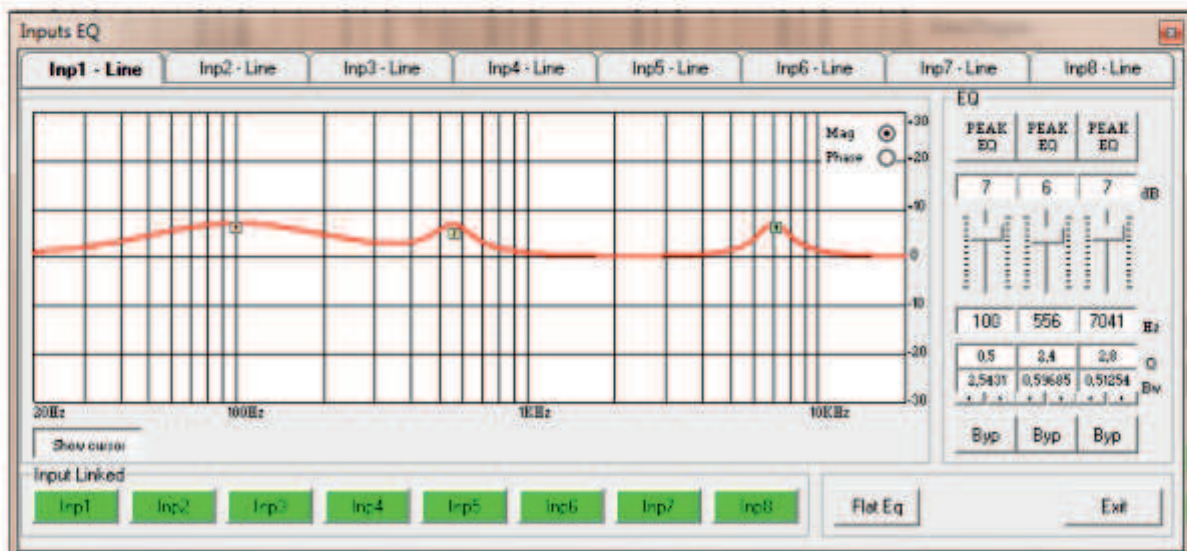 Inputs EQ
Inp1 - Line Inp2 - Line Inp3 - Line Inp4 - Line Inp5 - Line Inp6 - Line Inp7 - Line Inp8 - Line
Mag
Phase
+30
+20
+10
0
-10
-20
-30
20Hz 100Hz 1KHz 10KHz
Show cursor
EQ
PEAK EQ PEAK EQ PEAK EQ
7 6 7 dB
100 556 7041 Hz
0,5 2,4 2,8 Q
2,5431 0,59685 0,51254 Bw
Byp Byp Byp
Input Linked
Inp1 Inp2 Inp3 Inp4 Inp5 Inp6 Inp7 Inp8
Flat Eq Exit